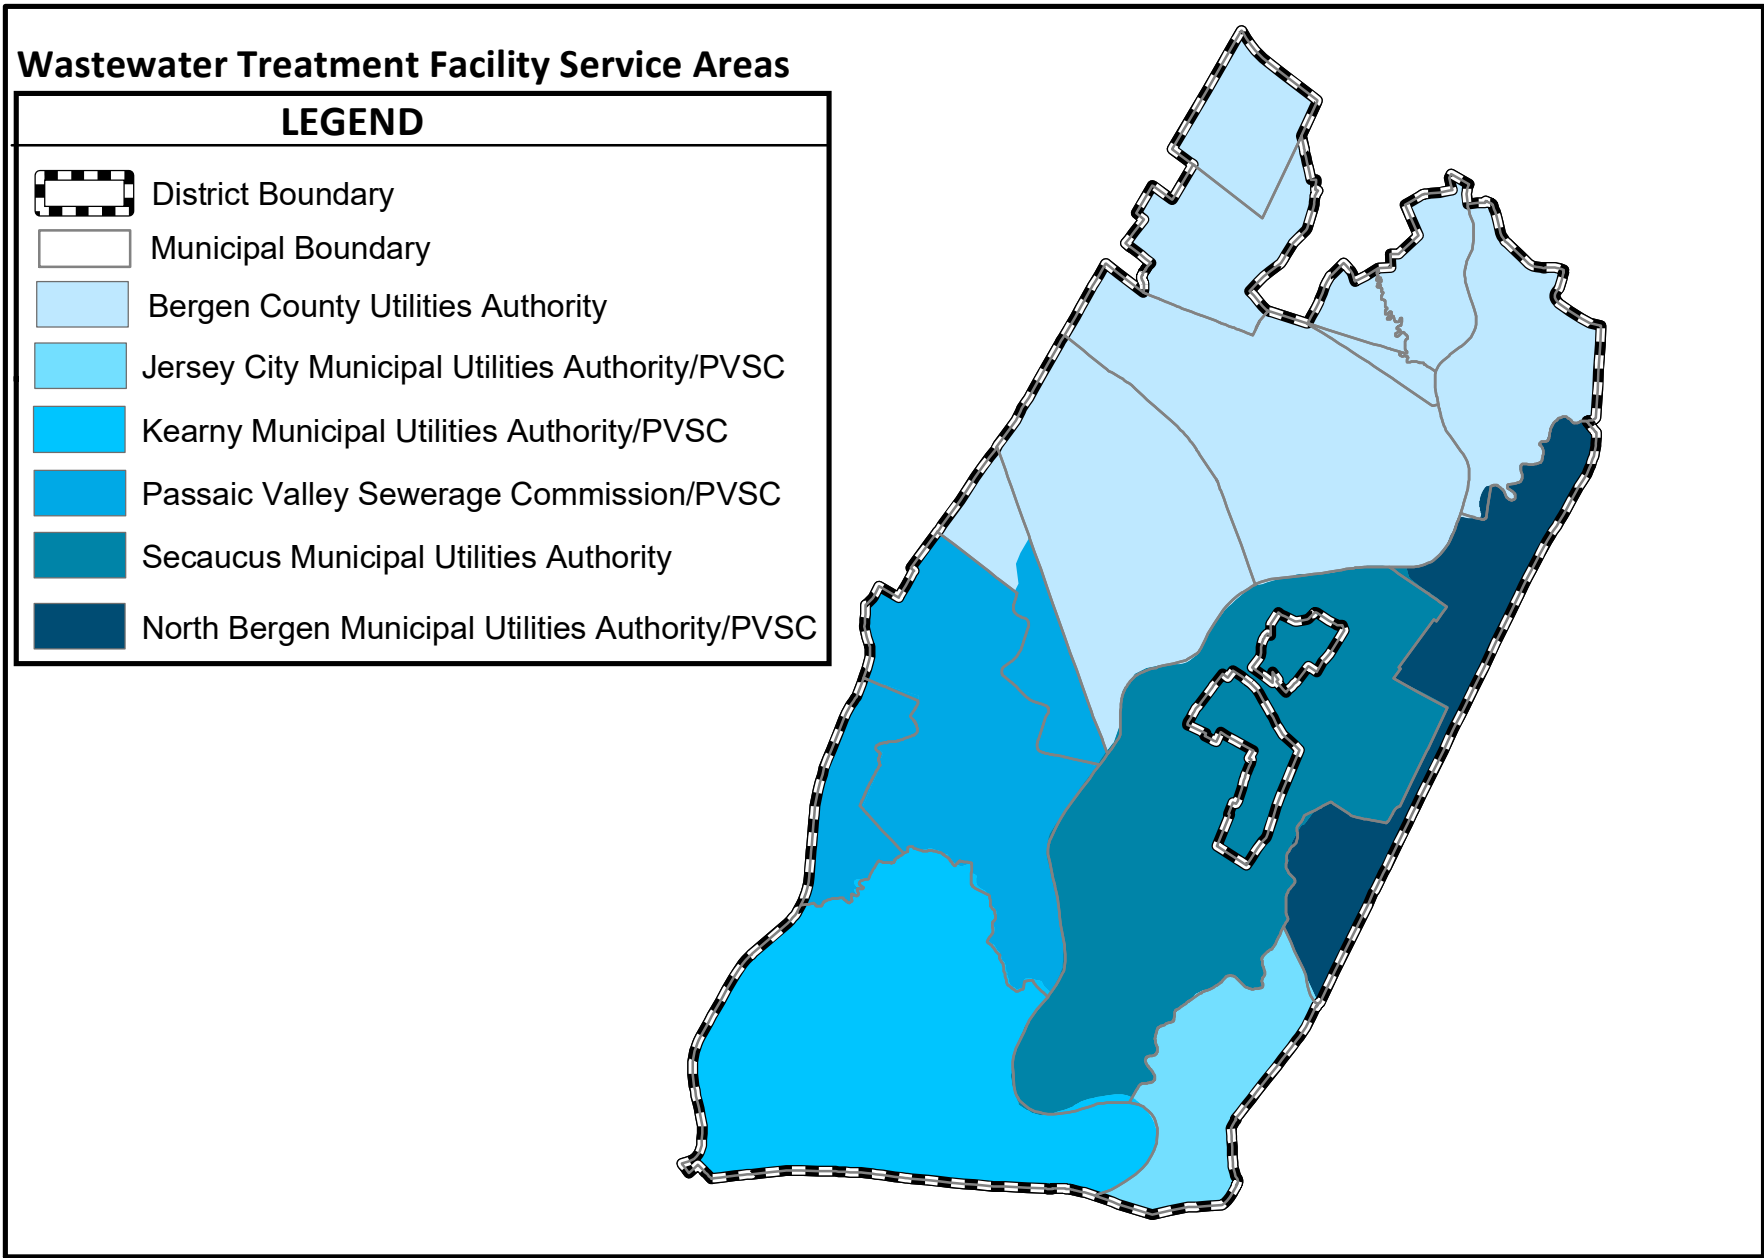 Wastewater Treatment Facility Service Areas
LEGEND
District Boundary
Municipal Boundary
Bergen County Utilities Authority
Jersey City Municipal Utilities Authority/PVSC
Kearny Municipal Utilities Authority/PVSC
Passaic Valley Sewerage Commission/PVSC
Secaucus Municipal Utilities Authority
North Bergen Municipal Utilities Authority/PVSC